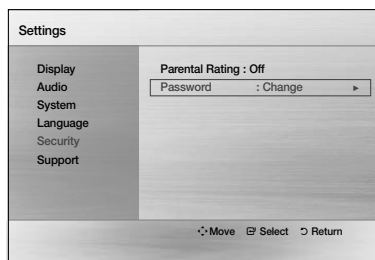 Settings
Display
Audio
System
Language
Security
Support
Parental Rating : Off
Password : Change ►
Move Select Return